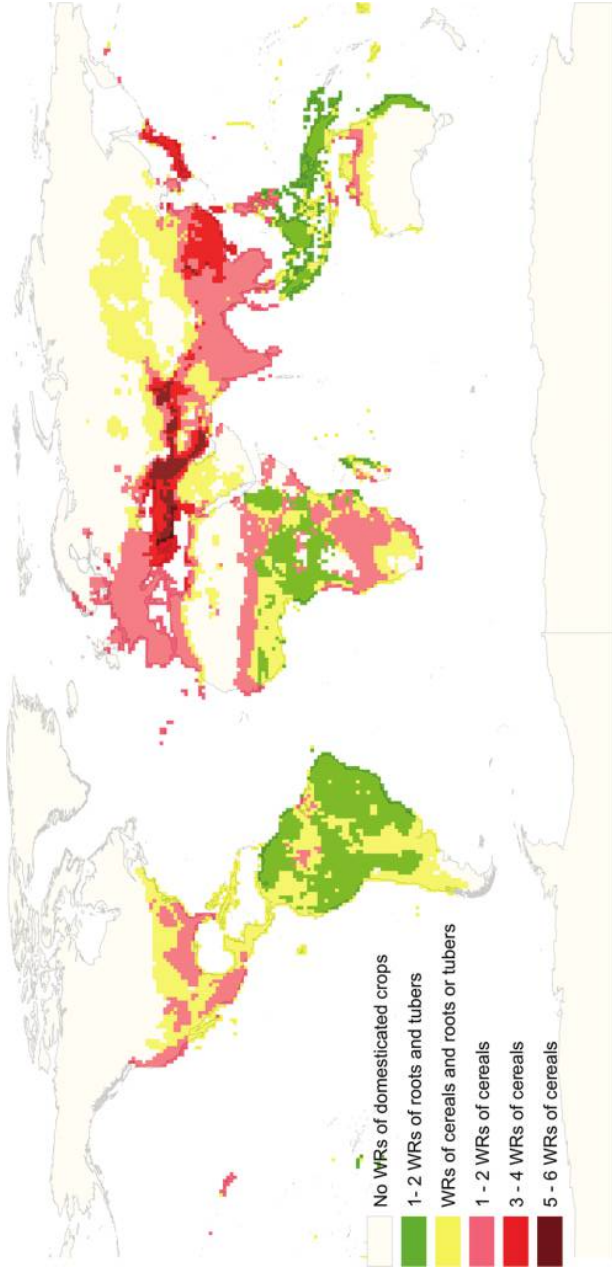 No WRs of domesticated crops
1- 2 WRs of roots and tubers
WRs of cereals and roots or tubers
1 - 2 WRs of cereals
3 - 4 WRs of cereals
5 - 6 WRs of cereals